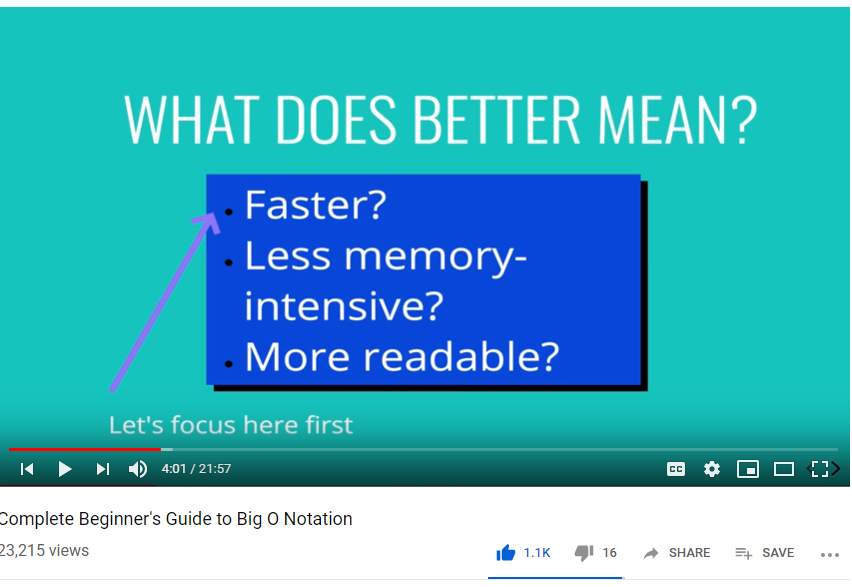 WHAT DOES BETTER MEAN?
Faster?
Less memory-
intensive?
More readable?
Let's focus here first
4:01 / 21:57
CC
Complete Beginner's Guide to Big O Notation
23,215 views
1.1K
16
SHARE
SAVE